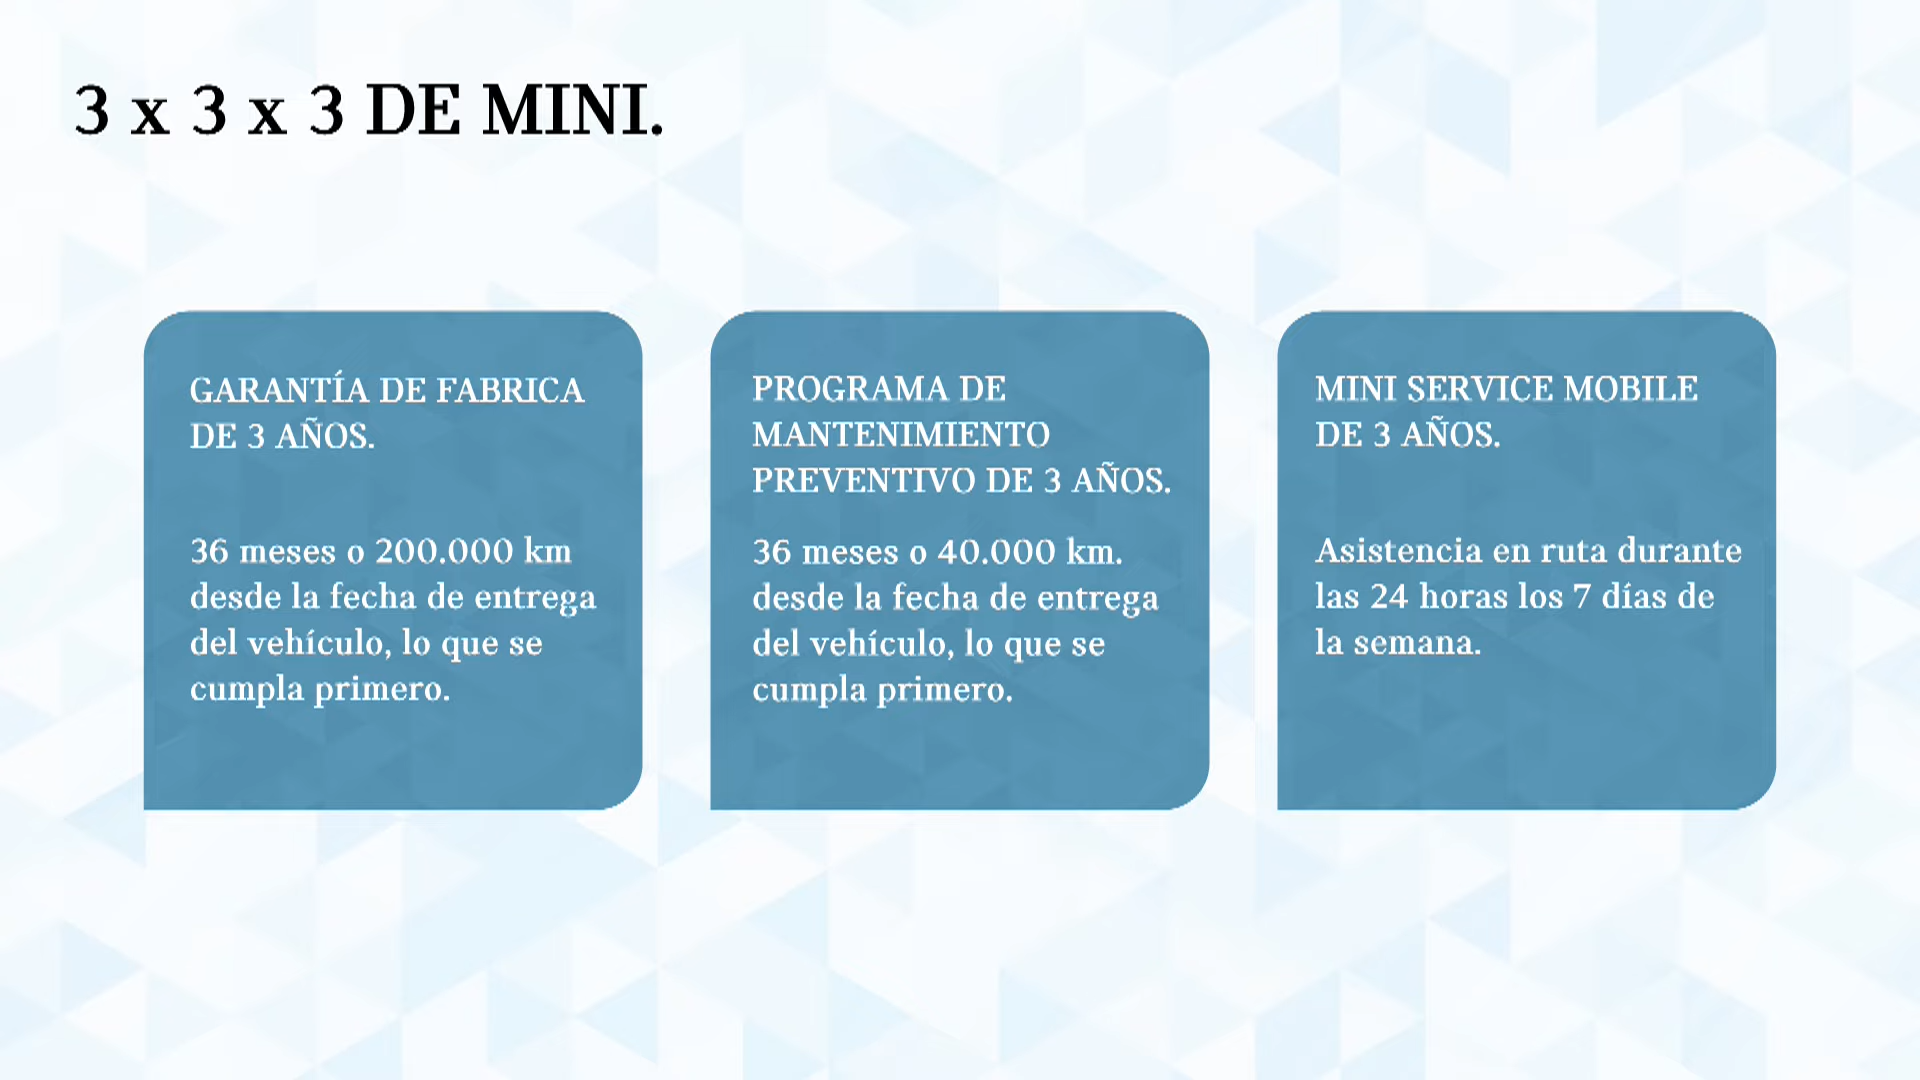 3 x 3 x 3 DE MINI.
GARANTÍA DE FABRICA
DE 3 AÑOS.
36 meses o 200.000 km
desde la fecha de entrega
del vehículo, lo que se
cumpla primero.
PROGRAMA DE
MANTENIMIENTO
PREVENTIVO DE 3 AÑOS.
36 meses o 40.000 km.
desde la fecha de entrega
del vehículo, lo que se
cumpla primero.
MINI SERVICE MOBILE
DE 3 AÑOS.
Asistencia en ruta durante
las 24 horas los 7 días de
la semana.